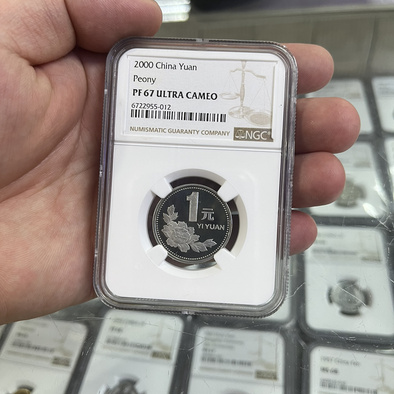 2000 China Yuan
Peony
PF 67 ULTRA CAMEO
6722955-012
NUMISMATIC GUARANTY COMPANY
NGC
1元
YI YUAN